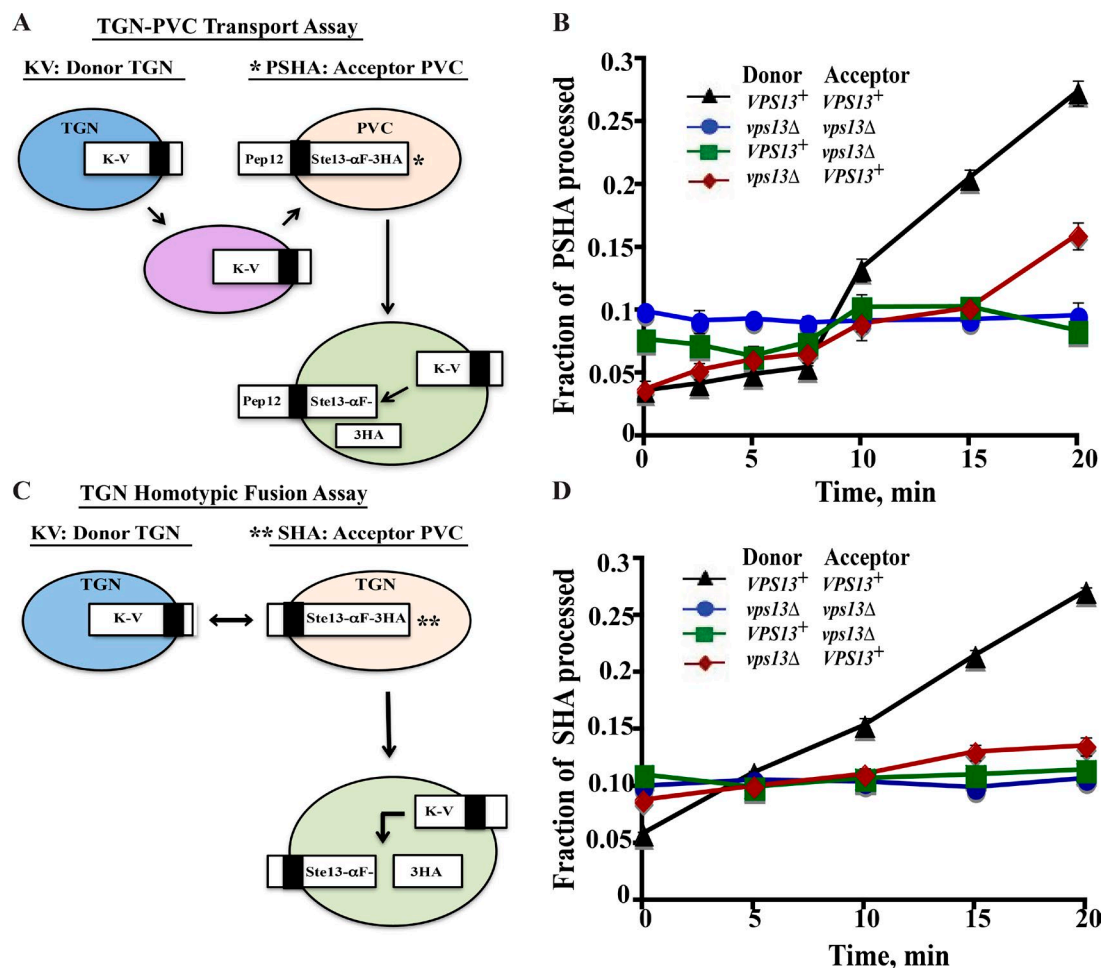 A
TGN-PVC Transport Assay
KV: Donor TGN
* PSHA: Acceptor PVC
TGN
K-V
PVC
Pep12
Ste13-αF-3HA
*
K-V
K-V
Pep12
Ste13-αF-
3HA
B
Fraction of PSHA processed
0.3
0.25
0.2
0.15
0.1
0.05
0
Donor Acceptor
VPS13+ VPS13+
vps13Δ vps13Δ
VPS13+ vps13Δ
vps13Δ VPS13+
0 5 10 15 20
Time, min
C
TGN Homotypic Fusion Assay
KV: Donor TGN
** SHA: Acceptor PVC
TGN
K-V
TGN
Ste13-αF-3HA
**
K-V
Ste13-αF-
3HA
D
Fraction of SHA processed
0.3
0.25
0.2
0.15
0.10
0.05
0
Donor Acceptor
VPS13+ VPS13+
vps13Δ vps13Δ
VPS13+ vps13Δ
vps13Δ VPS13+
0 5 10 15 20
Time, min